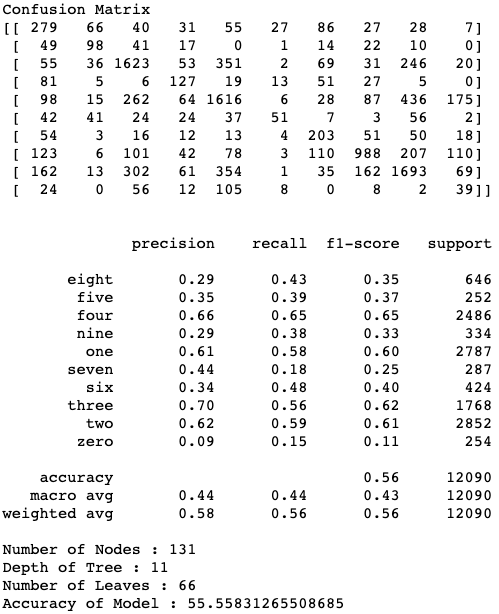 Confusion Matrix
[[ 279 66 40 31 55 27 86 27 28 7]
[ 49 98 41 17 0 1 14 22 10 0]
[ 55 36 1623 53 351 2 69 31 246 20]
[ 81 5 6 127 19 13 51 27 5 0]
[ 98 15 262 64 1616 6 28 87 436 175]
[ 42 41 24 24 37 51 7 3 56 2]
[ 54 3 16 12 13 4 203 51 50 18]
[ 123 6 101 42 78 3 110 988 207 110]
[ 162 13 302 61 354 1 35 162 1693 69]
[ 24 0 56 12 105 8 0 8 2 39]]
precision recall f1-score support
eight 0.29 0.43 0.35 646
five 0.35 0.39 0.37 252
four 0.66 0.65 0.65 2486
nine 0.29 0.38 0.33 334
one 0.61 0.58 0.60 2787
seven 0.44 0.18 0.25 287
six 0.34 0.48 0.40 424
three 0.70 0.56 0.62 1768
two 0.62 0.59 0.61 2852
zero 0.09 0.15 0.11 254
accuracy 0.56 12090
macro avg 0.44 0.44 0.43 12090
weighted avg 0.58 0.56 0.56 12090
Number of Nodes : 131
Depth of Tree : 11
Number of Leaves : 66
Accuracy of Model : 55.55831265508685